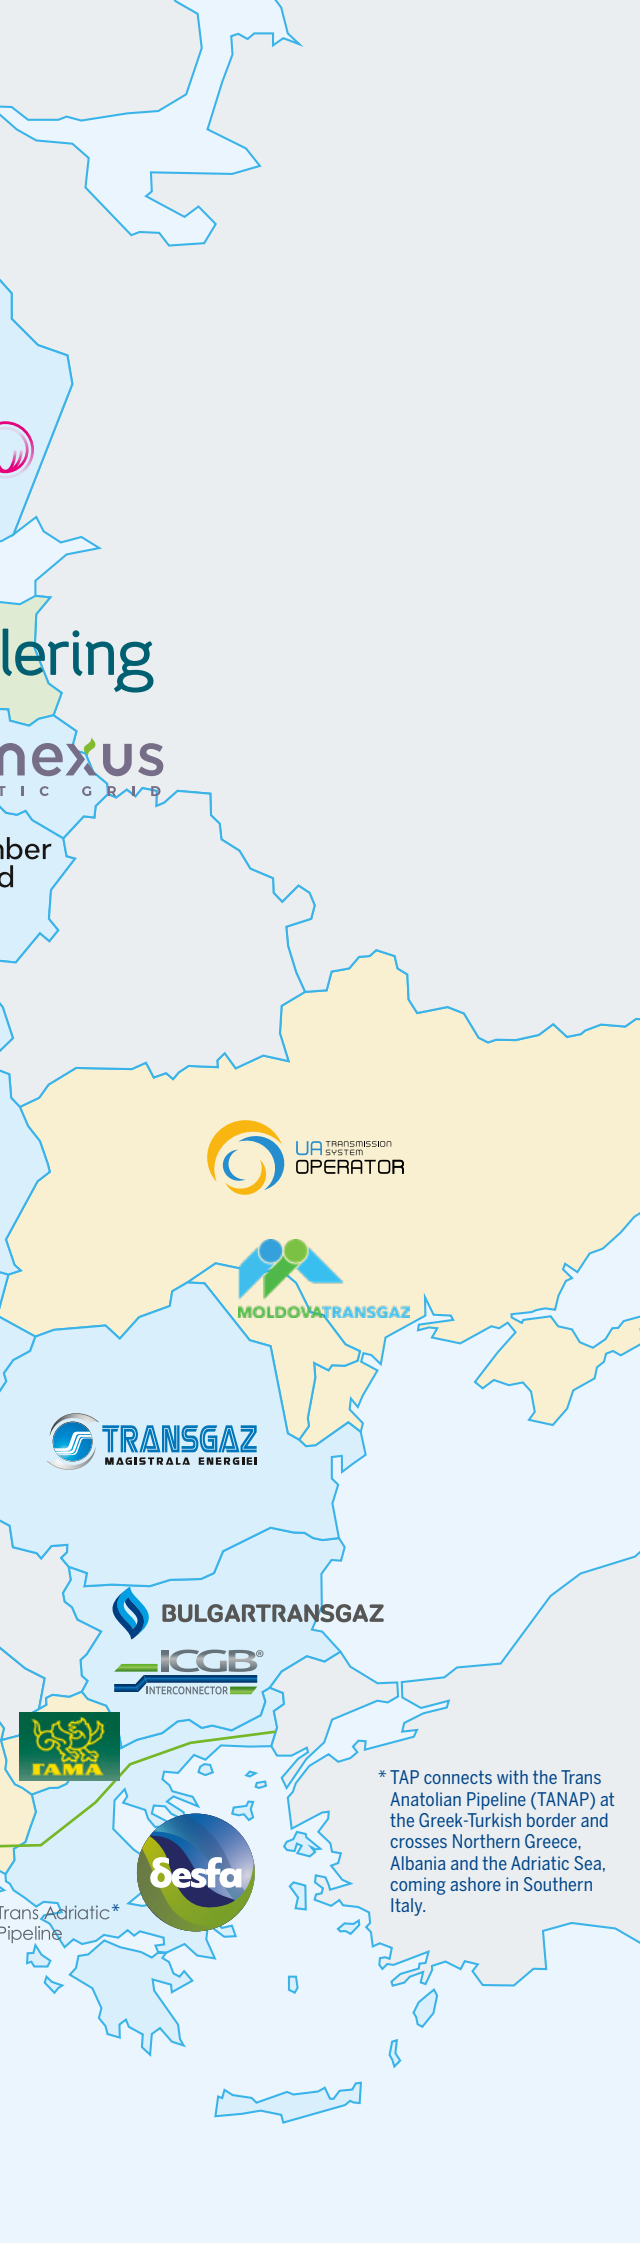 lering
nexus
TIC GRID
mber
d
UA TRANSMISSION
SYSTEM
OPERATOR
MOLDOVATRANSGAZ
TRANSGAZ
MAGISTRALA ENERGIEI
BULGARTRANSGAZ
ICGB®
INTERCONNECTOR
ГАМА
desfa
Trans Adriatic*
Pipeline
* TAP connects with the Trans
Anatolian Pipeline (TANAP) at
the Greek-Turkish border and
crosses Northern Greece,
Albania and the Adriatic Sea,
coming ashore in Southern
Italy.